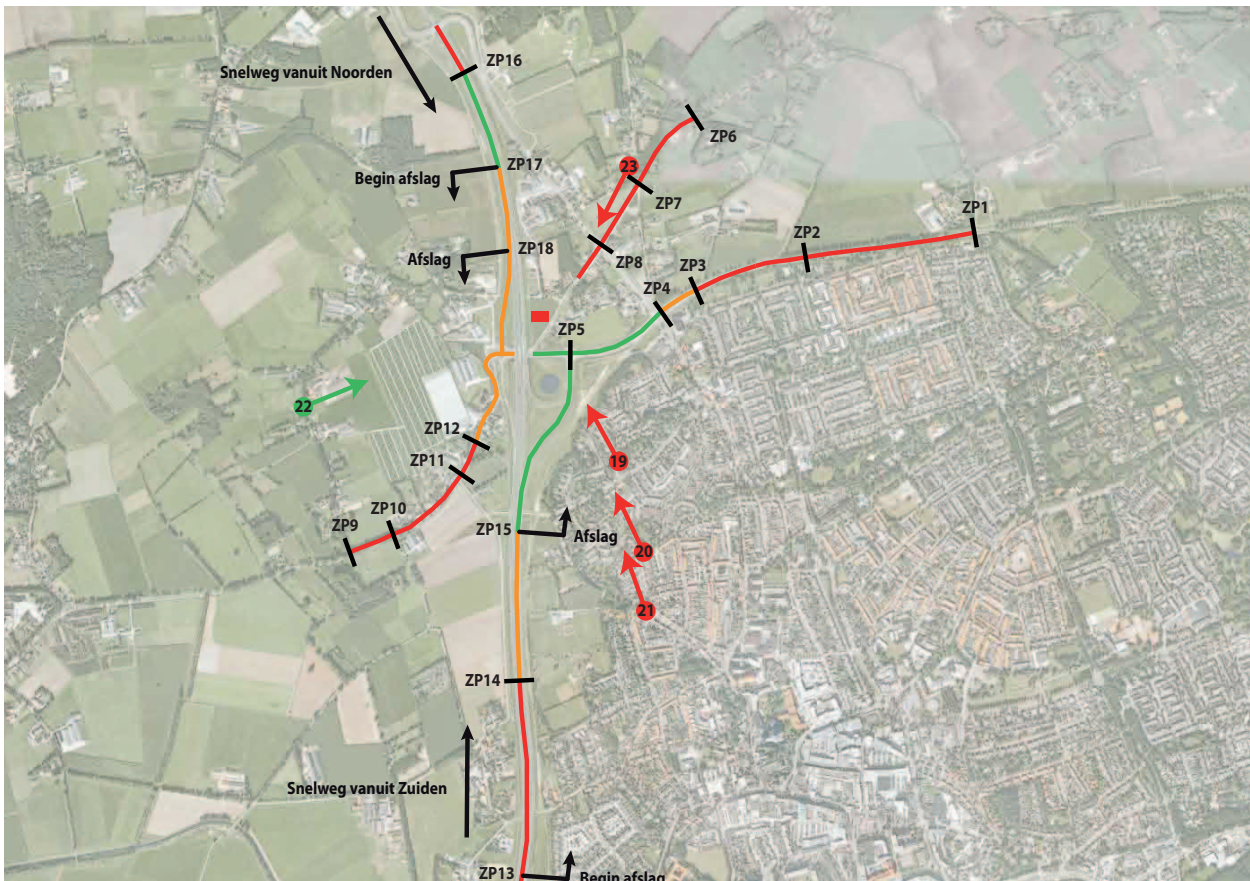 ZP16
Snelweg vanuit Noorden
ZP6
ZP17
23
Begin afslag
ZP7
ZP1
ZP2
ZP18
Afslag
ZP8
ZP3
ZP4
ZP5
22
ZP12
ZP11
19
ZP10
ZP9
ZP15
Afslag
20
21
ZP14
Snelweg vanuit Zuiden
ZP13
Begin afslag